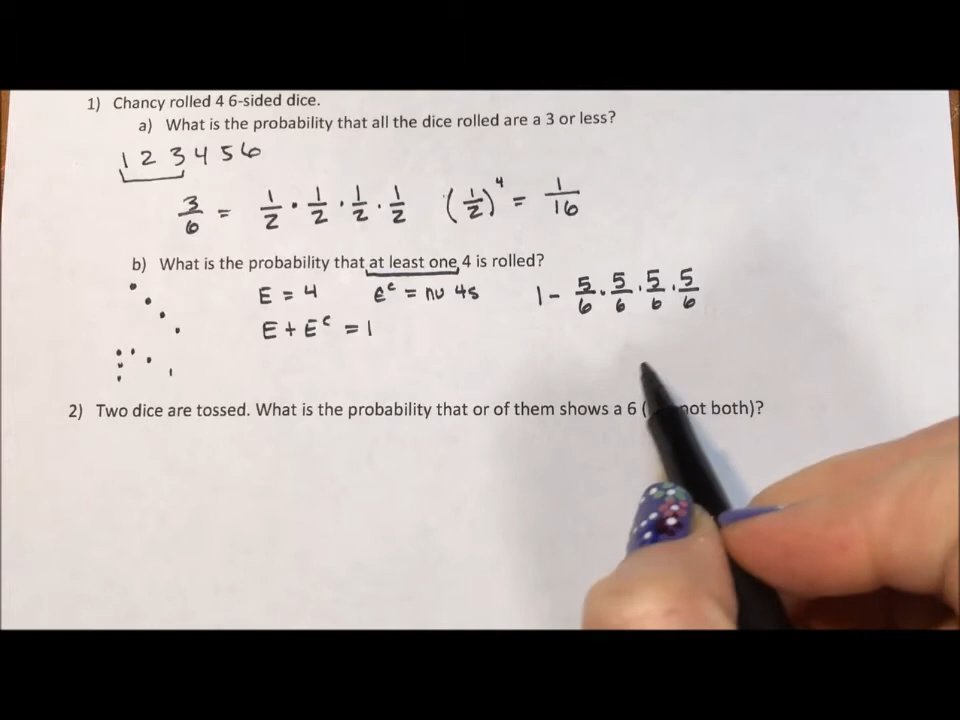 1) Chancy rolled 4 6-sided dice.
a) What is the probability that all the dice rolled are a 3 or less?
1 2 3 4 5 6
3/6 = 1/2 · 1/2 · 1/2 · 1/2 (1/2)^4 = 1/16
b) What is the probability that at least one 4 is rolled?
E = 4 E^c = no 4s 1 - 5/6 · 5/6 · 5/6 · 5/6
E + E^c = 1
2) Two dice are tossed. What is the probability that or of them shows a 6 ( not both)?